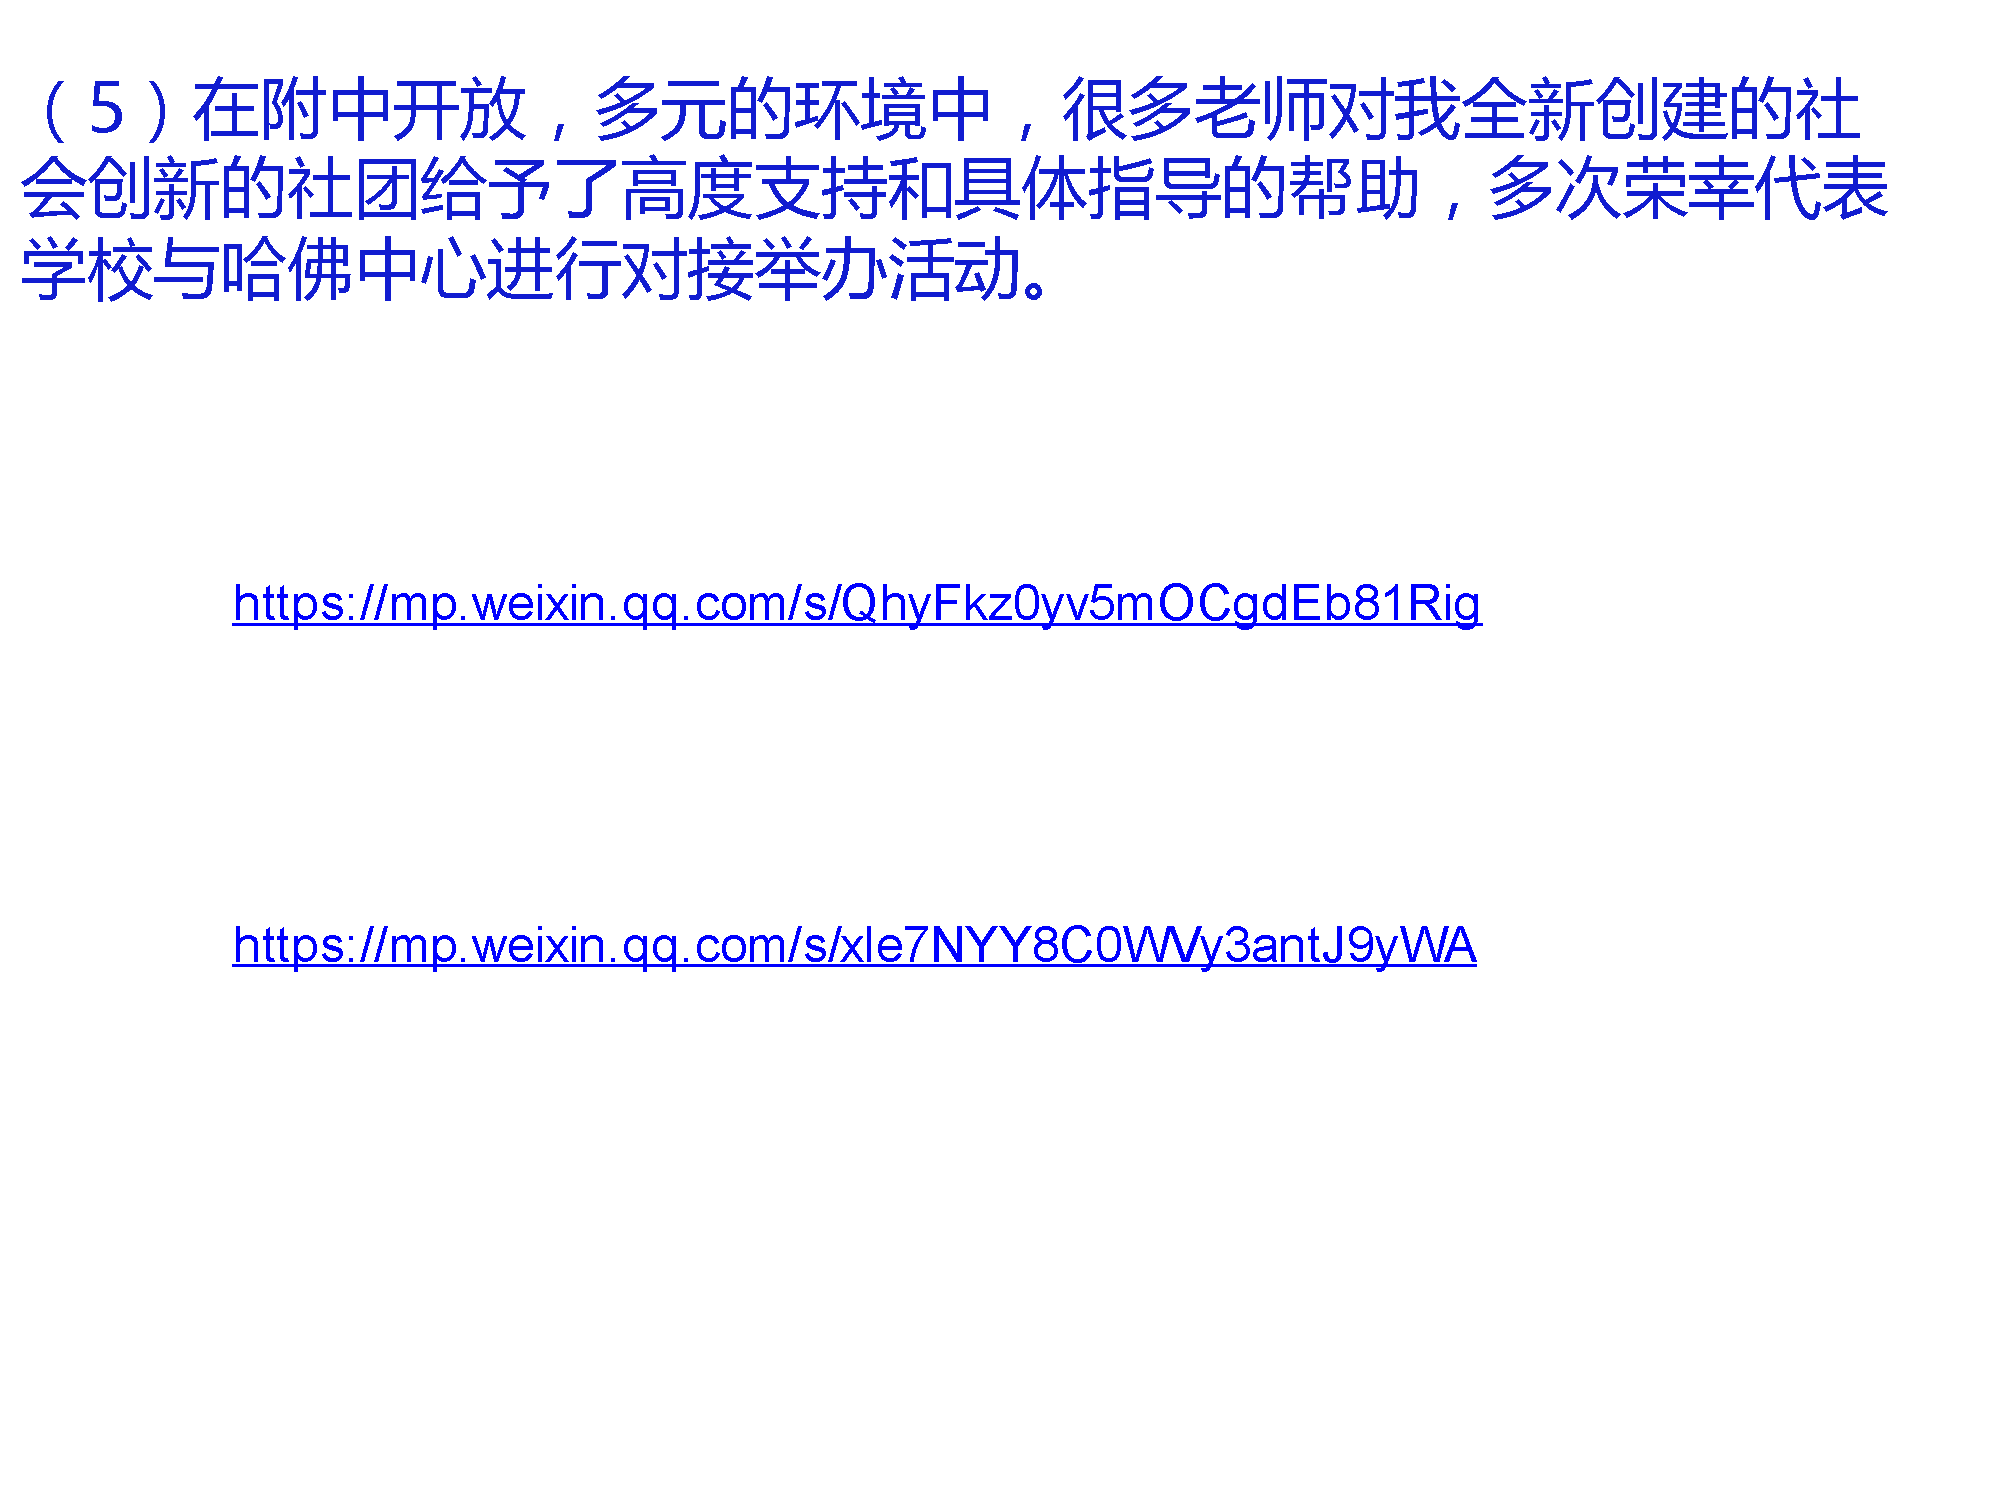 （5）在附中开放，多元的环境中，很多老师对我全新创建的社
会创新的社团给予了高度支持和具体指导的帮助，多次荣幸代表
学校与哈佛中心进行对接举办活动。
https://mp.weixin.qq.com/s/QhyFkz0yv5mOCgdEb81Rig
https://mp.weixin.qq.com/s/xle7NYY8C0WVy3antJ9yWA